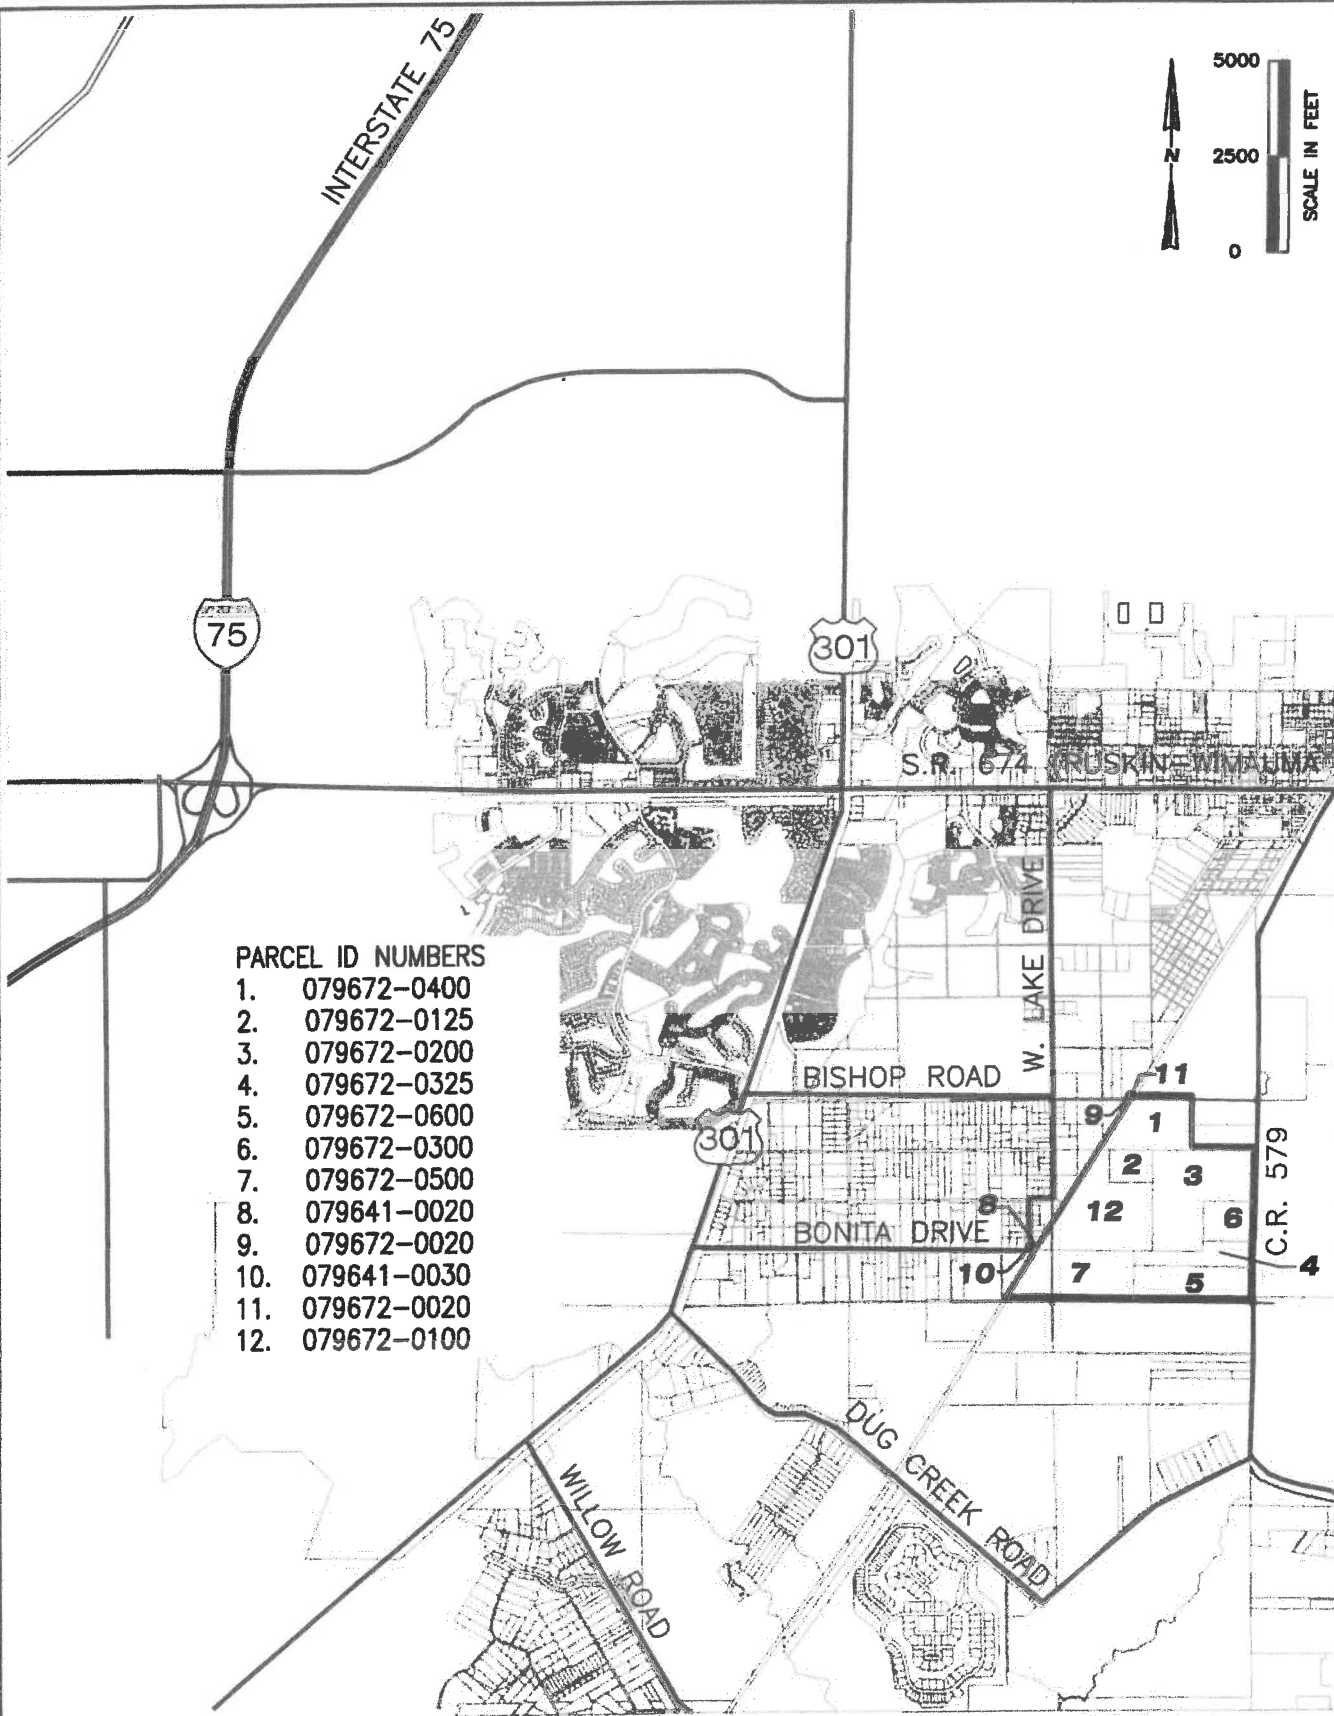 INTERSTATE 75
5000
2500
0
SCALE IN FEET
N
75
301
S.R. 674 (RUSKIN-WIMAUMA
W. LAKE DRIVE
PARCEL ID NUMBERS
1. 079672-0400
2. 079672-0125
3. 079672-0200
4. 079672-0325
5. 079672-0600
6. 079672-0300
7. 079672-0500
8. 079641-0020
9. 079672-0020
10. 079641-0030
11. 079672-0020
12. 079672-0100
BISHOP ROAD
11
9
1
301
2
3
C.R. 579
8
12
6
BONITA DRIVE
10
7
5
4
DUG CREEK ROAD
WILLOW ROAD